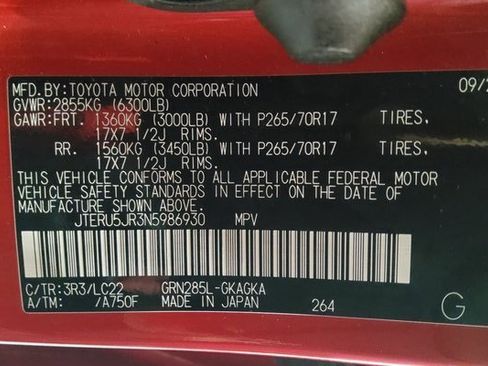 MFD.BY:TOYOTA MOTOR CORPORATION 09/2
GVWR:2855KG (6300LB)
GAWR:FRT. 1360KG (3000LB) WITH P265/70R17 TIRES,
17X7 1/2J RIMS.
RR. 1560KG (3450LB) WITH P265/70R17 TIRES,
17X7 1/2J RIMS.
THIS VEHICLE CONFORMS TO ALL APPLICABLE FEDERAL MOTOR
VEHICLE SAFETY STANDARDS IN EFFECT ON THE DATE OF
MANUFACTURE SHOWN ABOVE.
JTERU5JR3N5986930 MPV
C/TR:3R3/LC22 GRN285L-GKAGKA
A/TM: /A750F MADE IN JAPAN 264 G